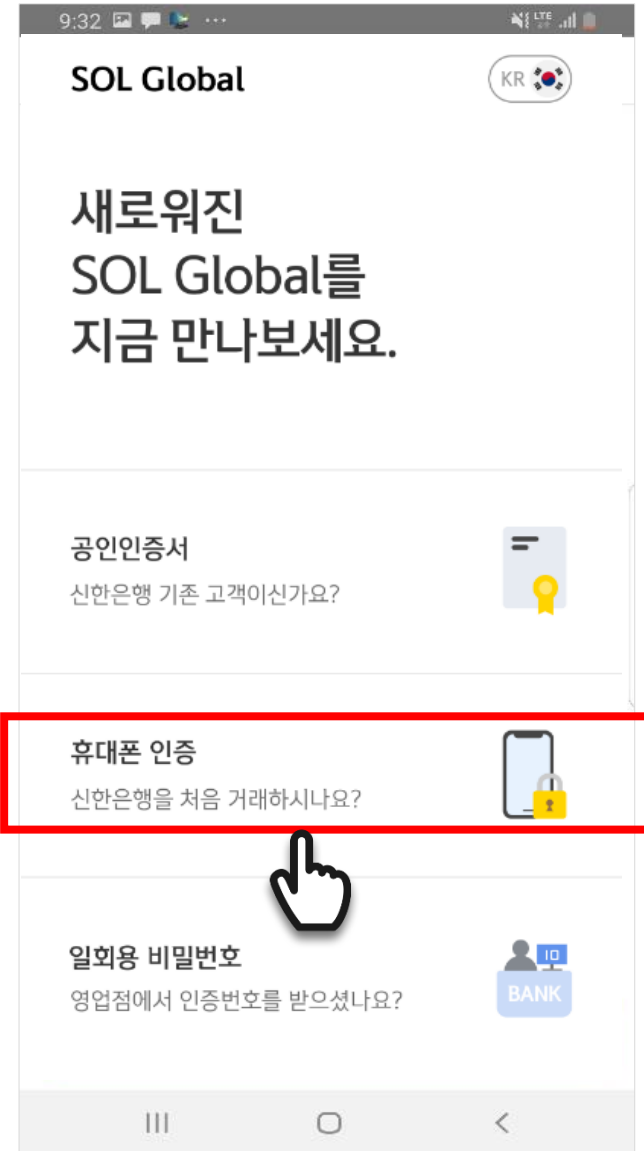 9:32
LTE
SOL Global
KR
새로워진
SOL Global를
지금 만나보세요.
공인인증서
신한은행 기존 고객이신가요?
휴대폰 인증
신한은행을 처음 거래하시나요?
일회용 비밀번호
영업점에서 인증번호를 받으셨나요?
ID
BANK